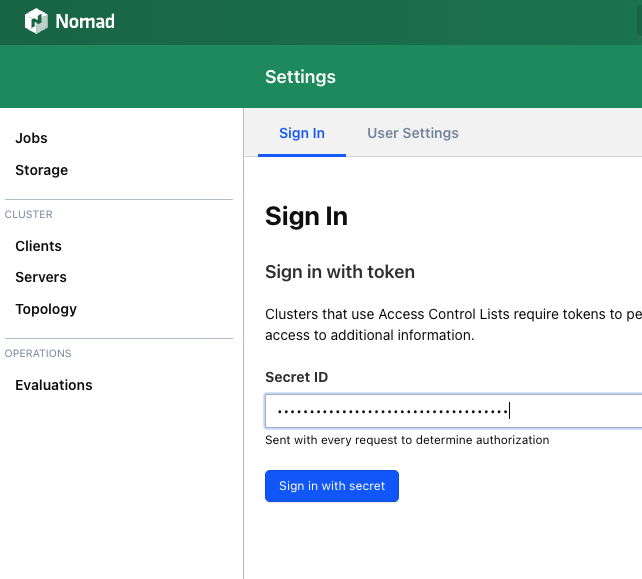 Nomad
Settings
Jobs
Storage
CLUSTER
Clients
Servers
Topology
OPERATIONS
Evaluations
Sign In
User Settings
Sign In
Sign in with token
Clusters that use Access Control Lists require tokens to pe
access to additional information.
Secret ID
••••••••••••••••••••••••••••••••••••
Sent with every request to determine authorization
Sign in with secret